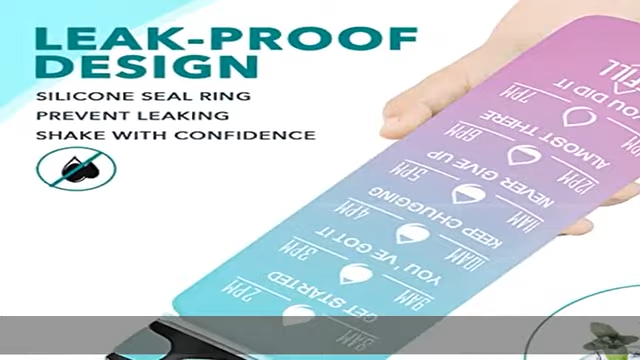 LEAK-PROOF
DESIGN
SILICONE SEAL RING
PREVENT LEAKING
SHAKE WITH CONFIDENCE
FILL
YOU DID IT
7PM
ALMOST THERE
6PM 12PM
NEVER GIVE UP
5PM 11AM
KEEP CHUGGING
4PM 10AM
YOU'VE GOT IT
3PM 9AM
GET STARTED
2PM 8AM